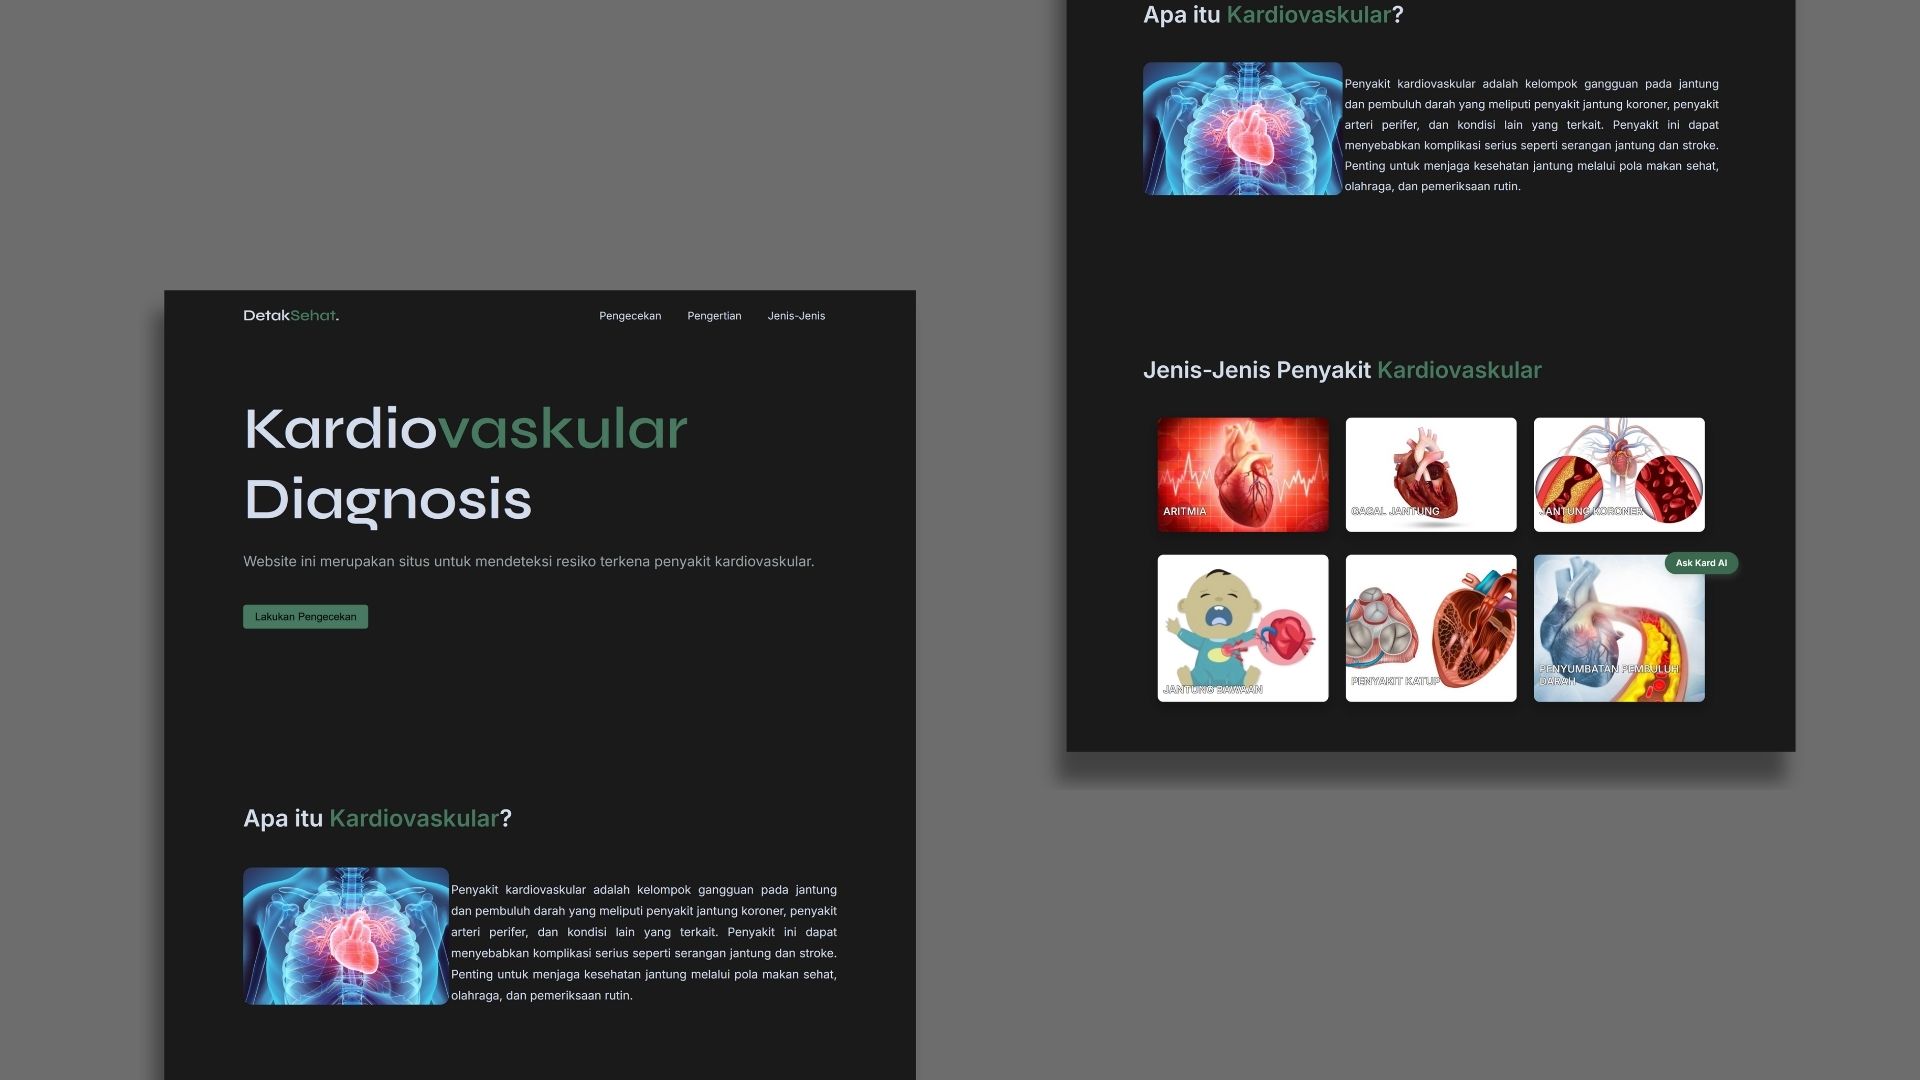 DetakSehat.
Pengecekan
Pengertian
Jenis-Jenis
Kardiovaskular
Diagnosis
Website ini merupakan situs untuk mendeteksi resiko terkena penyakit kardiovaskular.
Lakukan Pengecekan
Apa itu Kardiovaskular?
Penyakit kardiovaskular adalah kelompok gangguan pada jantung
dan pembuluh darah yang meliputi penyakit jantung koroner, penyakit
arteri perifer, dan kondisi lain yang terkait. Penyakit ini dapat
menyebabkan komplikasi serius seperti serangan jantung dan stroke.
Penting untuk menjaga kesehatan jantung melalui pola makan sehat,
olahraga, dan pemeriksaan rutin.
Apa itu Kardiovaskular?
Penyakit kardiovaskular adalah kelompok gangguan pada jantung
dan pembuluh darah yang meliputi penyakit jantung koroner, penyakit
arteri perifer, dan kondisi lain yang terkait. Penyakit ini dapat
menyebabkan komplikasi serius seperti serangan jantung dan stroke.
Penting untuk menjaga kesehatan jantung melalui pola makan sehat,
olahraga, dan pemeriksaan rutin.
Jenis-Jenis Penyakit Kardiovaskular
ARITMIA
GAGAL JANTUNG
JANTUNG KORONER
Ask Kard AI
JANTUNG BAWAAN
PENYAKIT KATUP
PENYUMBATAN PEMBULUH
DARAH